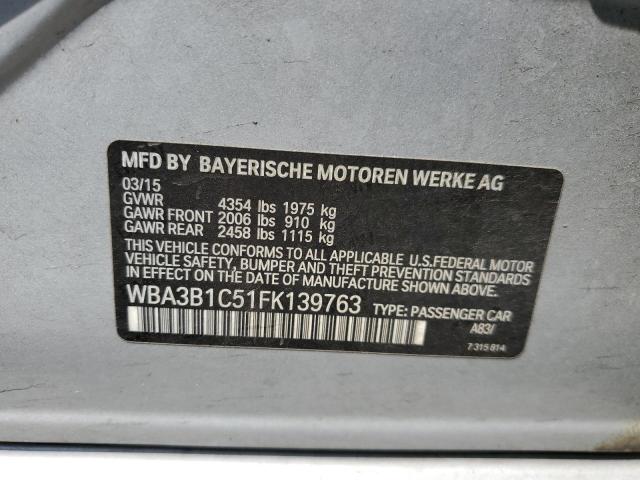 MFD BY BAYERISCHE MOTOREN WERKE AG
03/15
GVWR 4354 lbs 1975 kg
GAWR FRONT 2006 lbs 910 kg
GAWR REAR 2458 lbs 1115 kg
THIS VEHICLE CONFORMS TO ALL APPLICABLE U.S.FEDERAL MOTOR
VEHICLE SAFETY, BUMPER AND THEFT PREVENTION STANDARDS
IN EFFECT ON THE DATE OF MANUFACTURE SHOWN ABOVE.
WBA3B1C51FK139763 TYPE: PASSENGER CAR
A83/
7 315 814